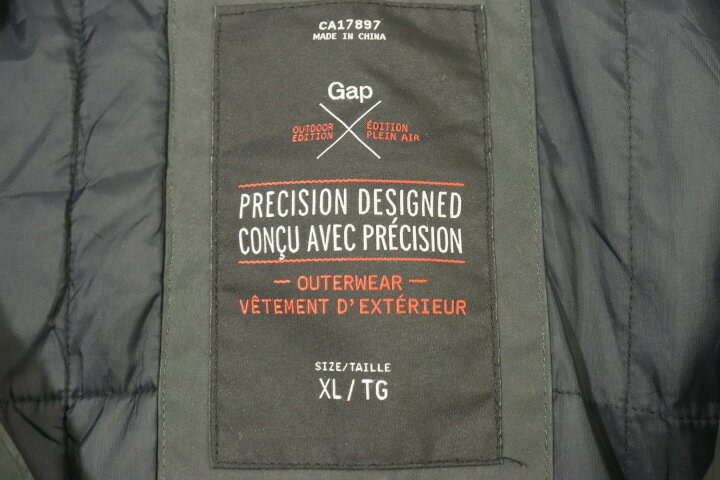 CA17897
MADE IN CHINA
Gap
OUTDOOR EDITION
ÉDITION PLEIN AIR
PRECISION DESIGNED
CONÇU AVEC PRÉCISION
— OUTERWEAR —
VÊTEMENT D'EXTÉRIEUR
SIZE/TAILLE
XL/TG